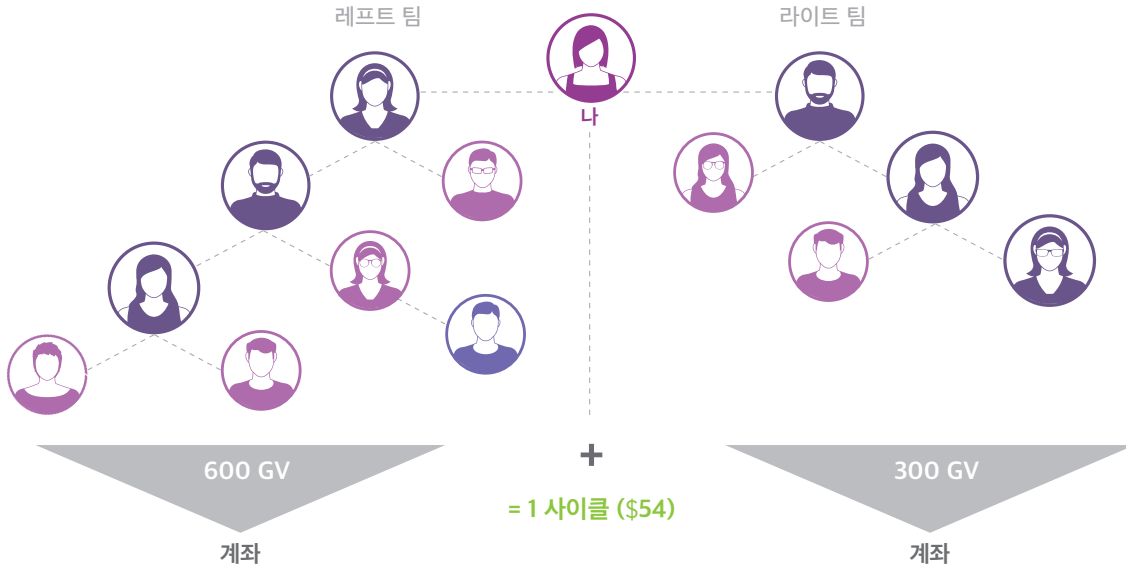 레프트 팀
라이트 팀
나
600 GV
+
300 GV
= 1 사이클 ($54)
계좌
계좌